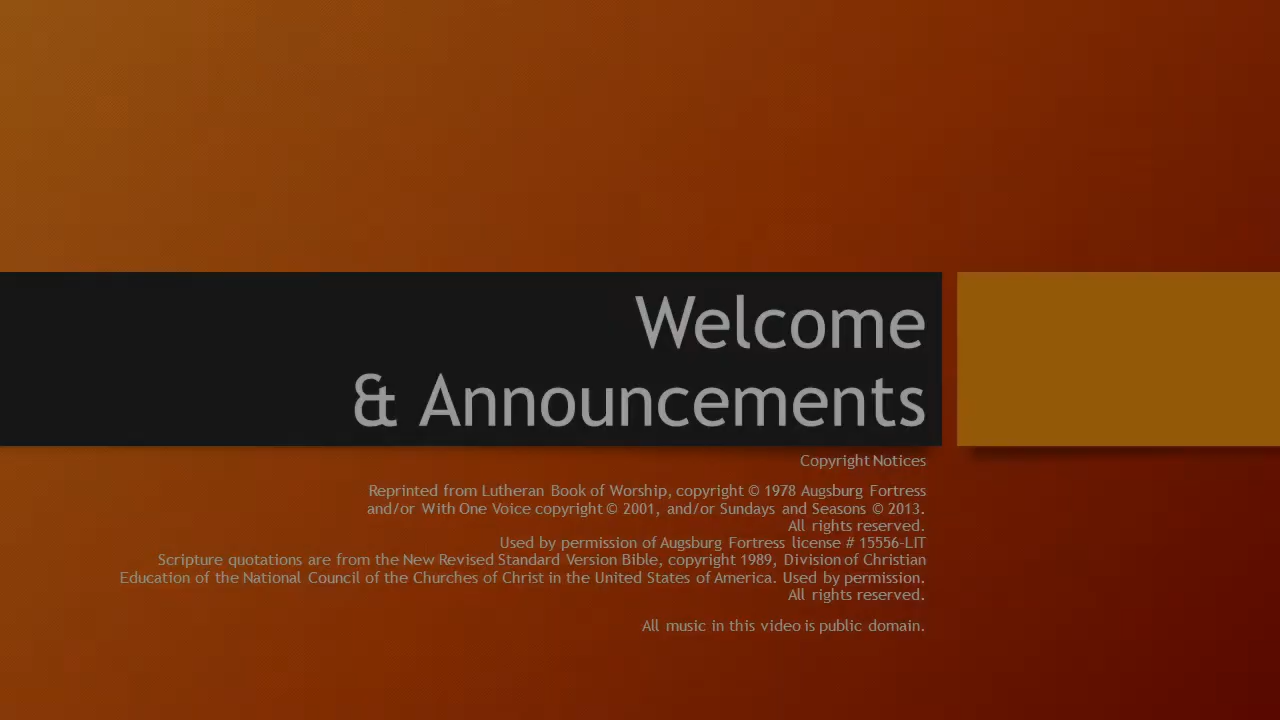 Welcome
& Announcements
Copyright Notices
Reprinted from Lutheran Book of Worship, copyright © 1978 Augsburg Fortress
and/or With One Voice copyright © 2001, and/or Sundays and Seasons © 2013.
All rights reserved.
Used by permission of Augsburg Fortress license # 15556-LIT
Scripture quotations are from the New Revised Standard Version Bible, copyright 1989, Division of Christian
Education of the National Council of the Churches of Christ in the United States of America. Used by permission.
All rights reserved.
All music in this video is public domain.